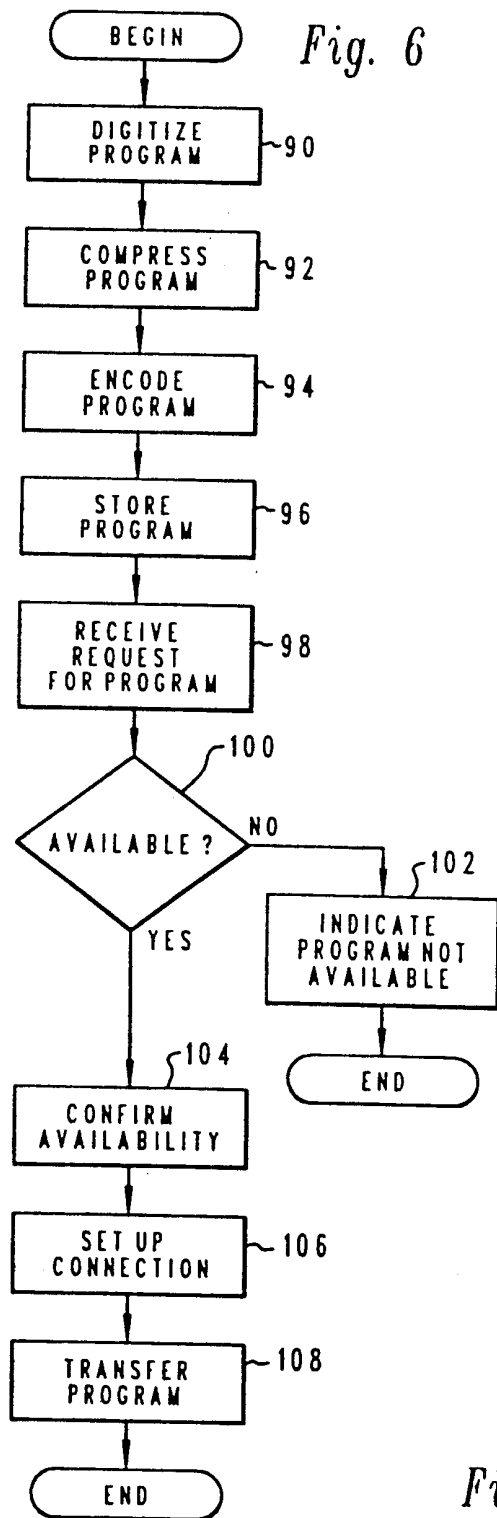 BEGIN
Fig. 6
DIGITIZE
PROGRAM
90
COMPRESS
PROGRAM
92
ENCODE
PROGRAM
94
STORE
PROGRAM
96
RECEIVE
REQUEST
FOR PROGRAM
98
100
AVAILABLE ?
NO
YES
102
INDICATE
PROGRAM NOT
AVAILABLE
END
104
CONFIRM
AVAILABILITY
SET UP
CONNECTION
106
TRANSFER
PROGRAM
108
END
Fi